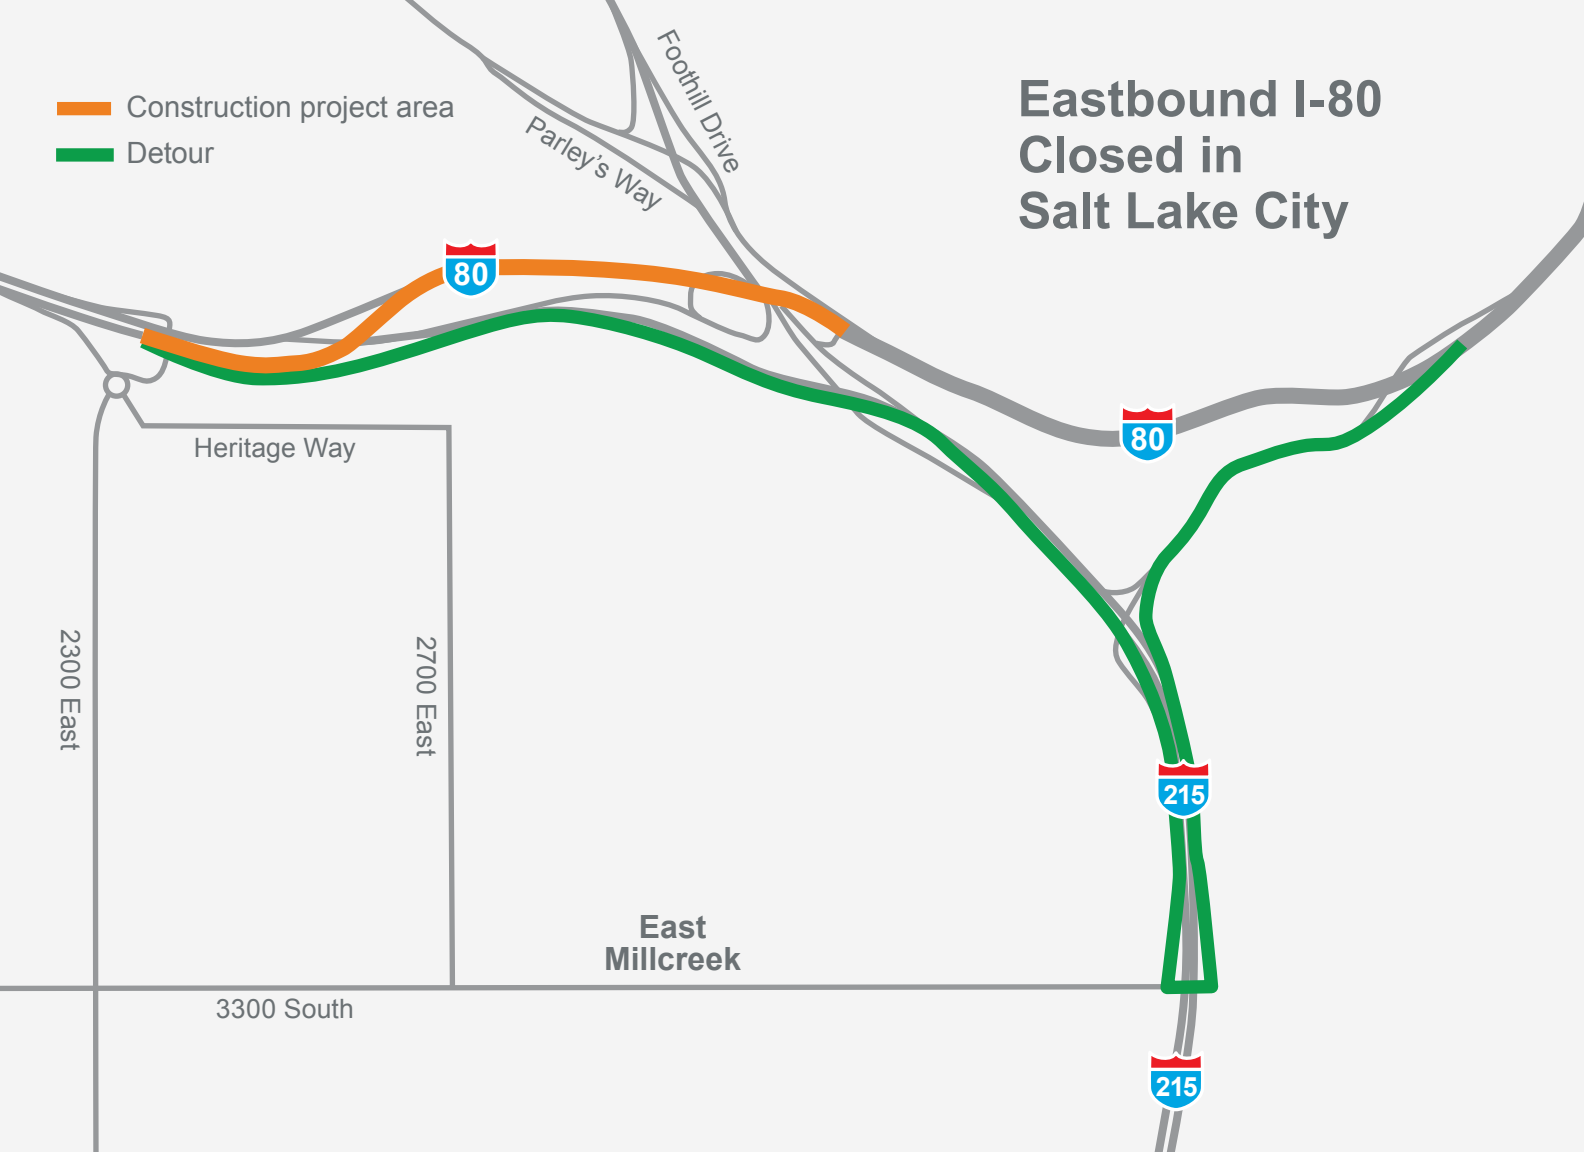 Construction project area
Detour
Foothill Drive
Parley's Way
Eastbound I-80
Closed in
Salt Lake City
80
80
Heritage Way
2300 East
2700 East
215
East
Millcreek
3300 South
215